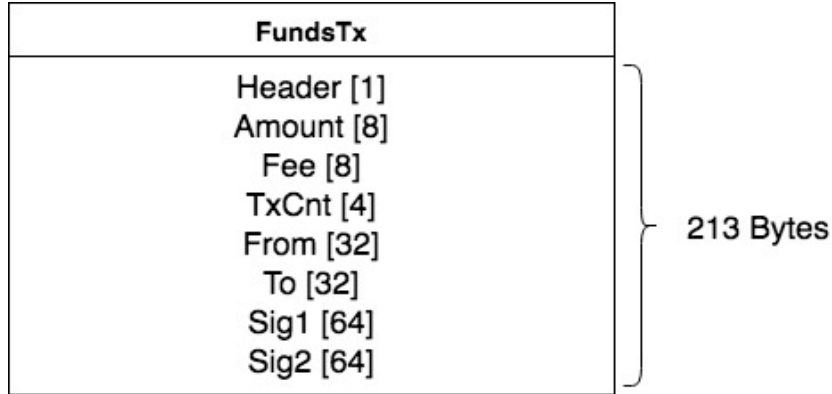 FundsTx
Header [1]
Amount [8]
Fee [8]
TxCnt [4]
From [32]
To [32]
Sig1 [64]
Sig2 [64]
213 Bytes